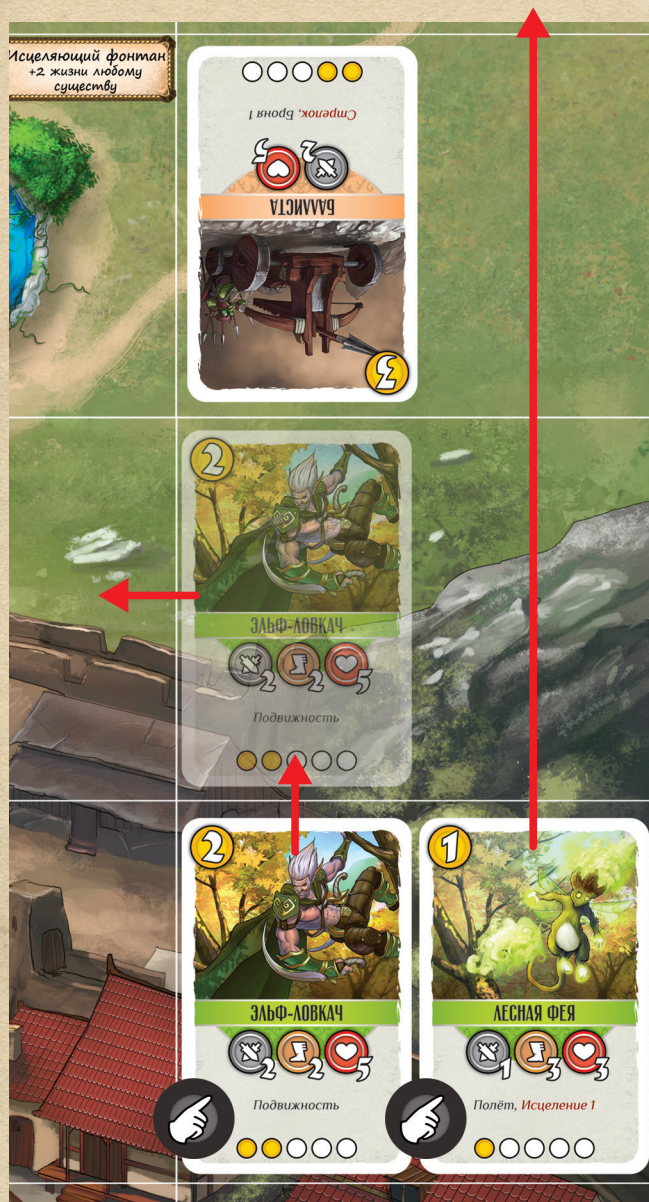 Исцеляющий фонтан
+2 жизни любому
существу
Стрелок, Броня 1
5 2
БАЛЛИСТА
3
2
ЭЛЬФ-ЛОВКАЧ
2 2 5
Подвижность
2
ЭЛЬФ-ЛОВКАЧ
2 2 5
Подвижность
1
ЛЕСНАЯ ФЕЯ
1 3 3
Полёт, Исцеление 1